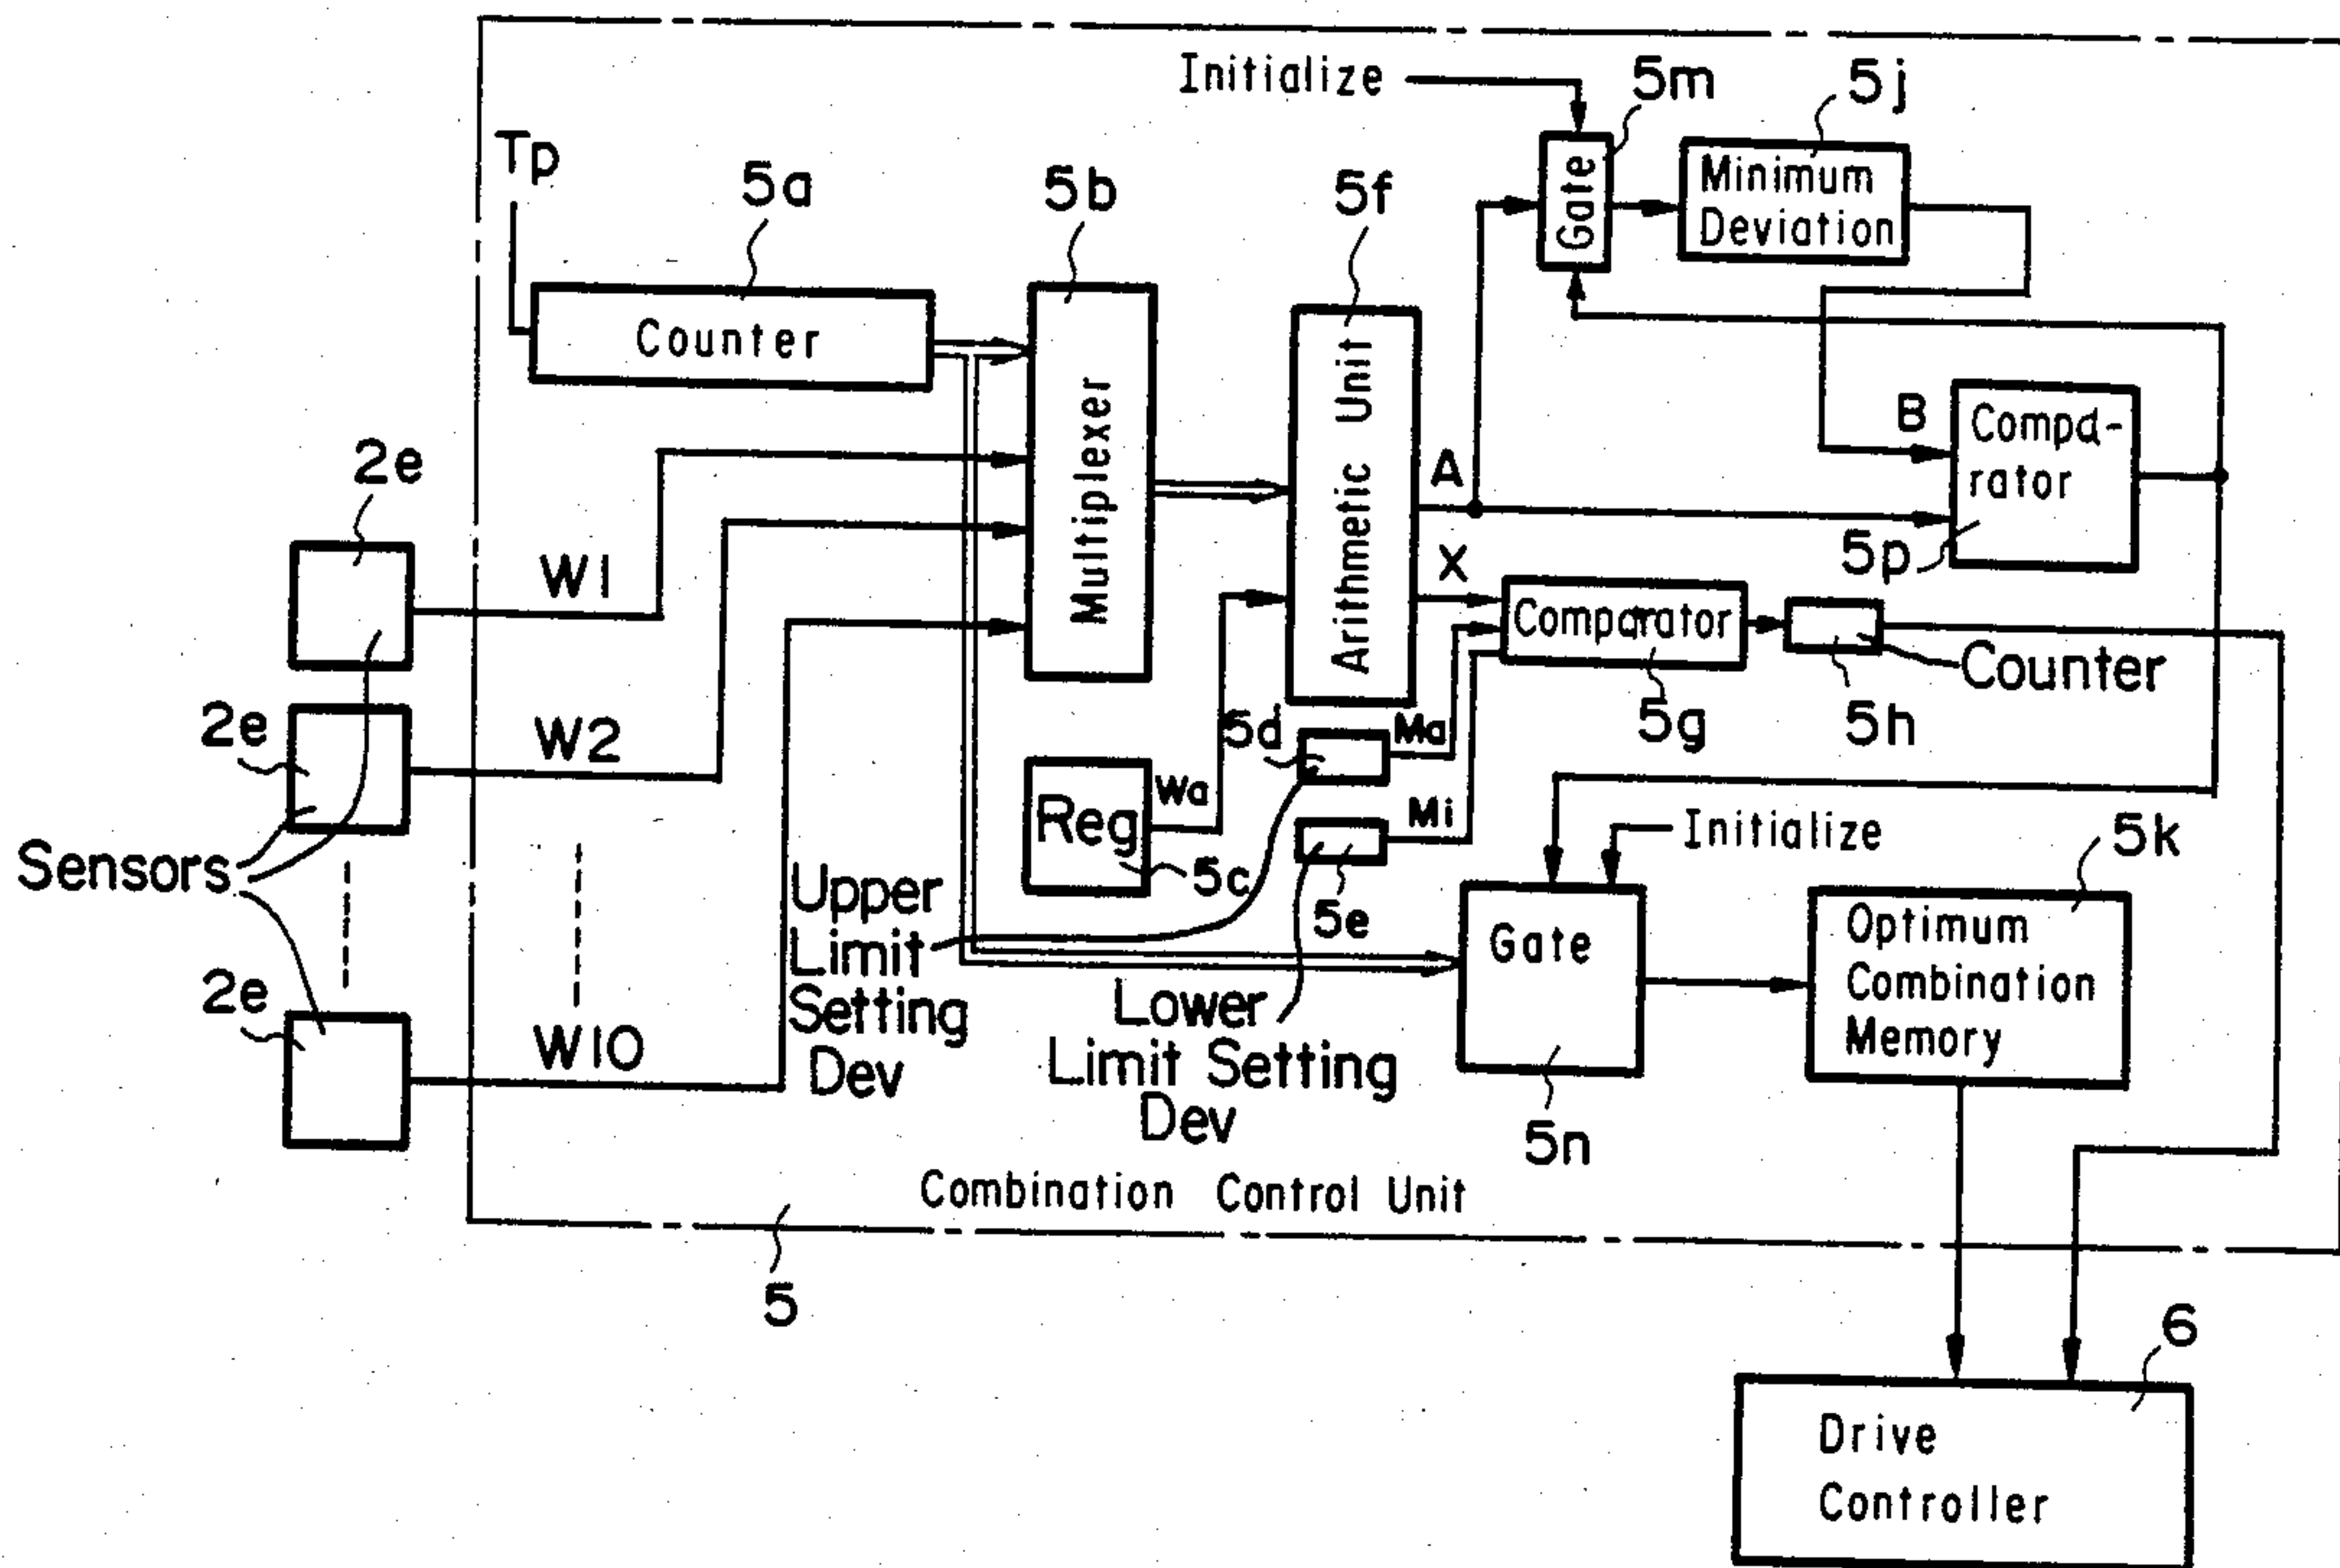 Initialize
5m
5j
Tp
5a
5b
5f
Gate
Minimum
Deviation
Counter
Multiplexer
Arithmetic Unit
2e
W1
A
B
Compa-
rator
5p
X
Comparator
Counter
5g
5h
2e
W2
5d
Ma
Reg
Wa
5c
Mi
5e
Initialize
5k
Sensors
Upper
Limit
Setting
Dev
Gate
Optimum
Combination
Memory
2e
W10
Lower
Limit Setting
Dev
5n
Combination Control Unit
5
6
Drive
Controller